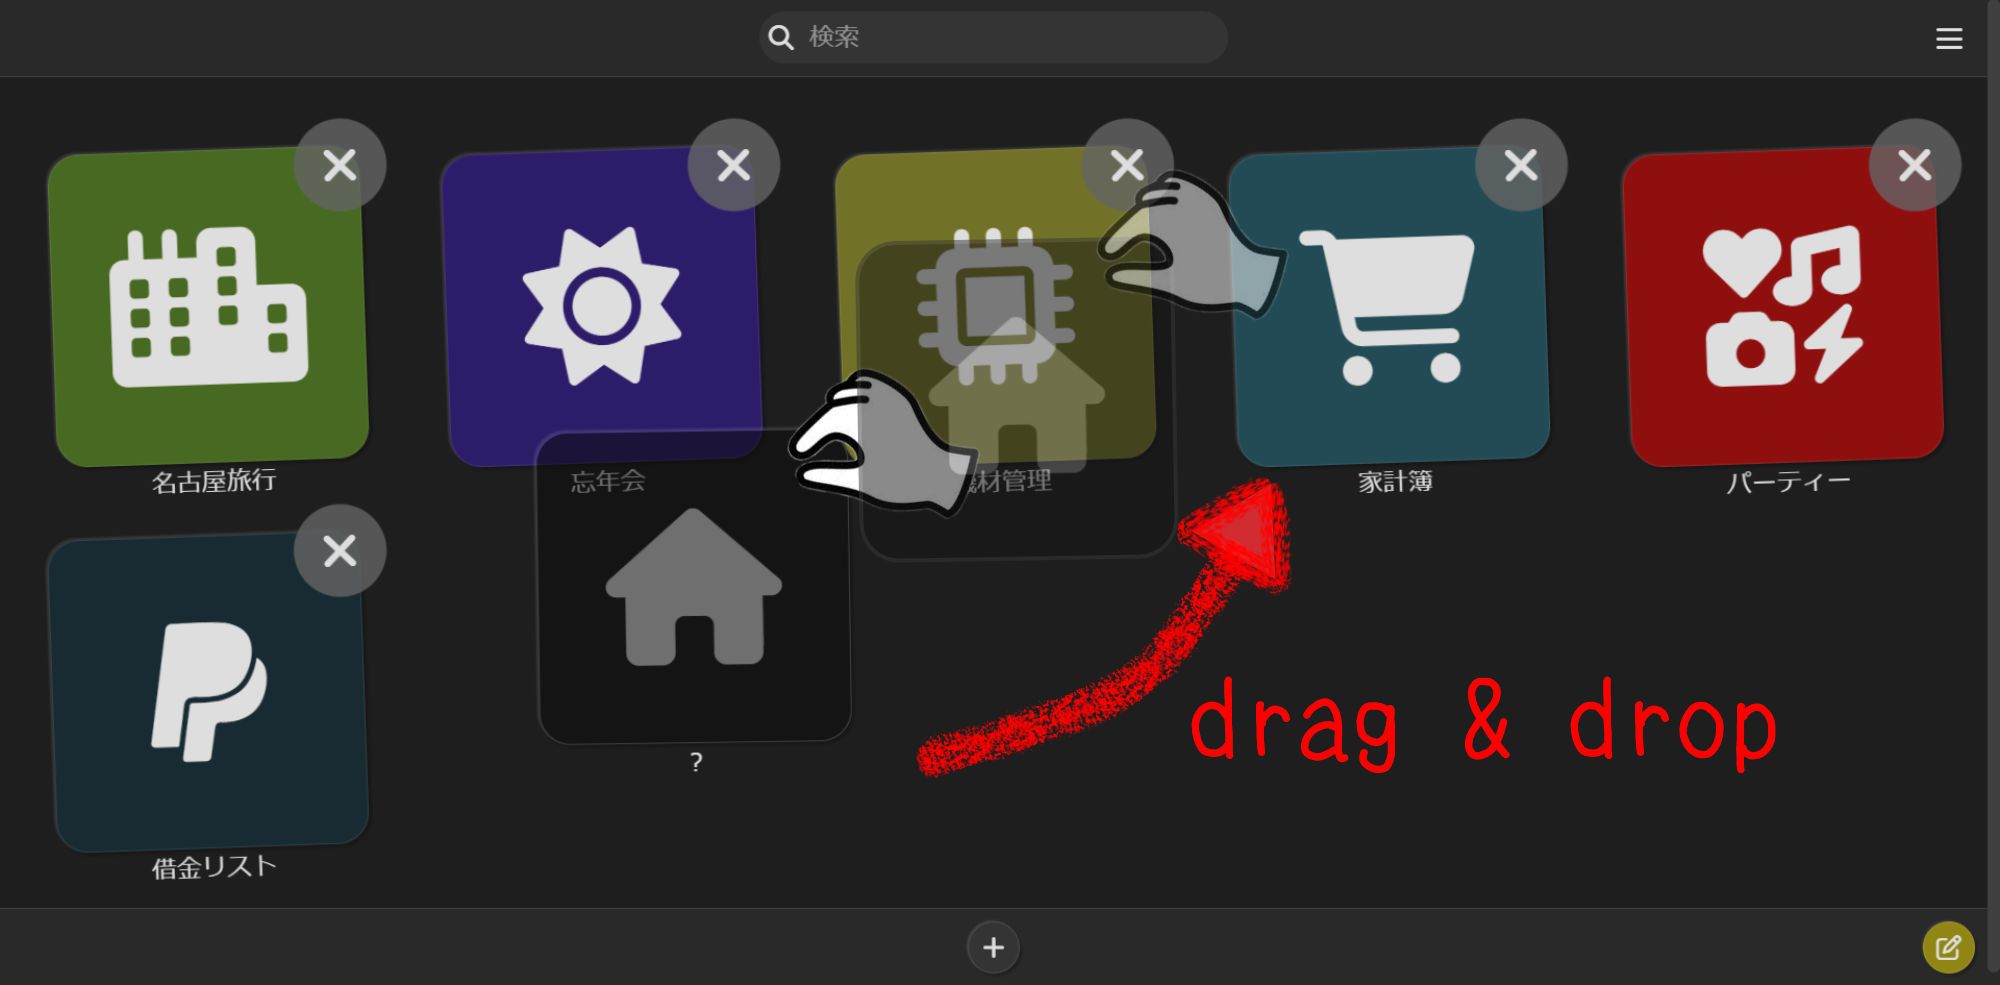 検索
名古屋旅行
忘年会
材管理
家計簿
パーティー
?
drag & drop
借金リスト